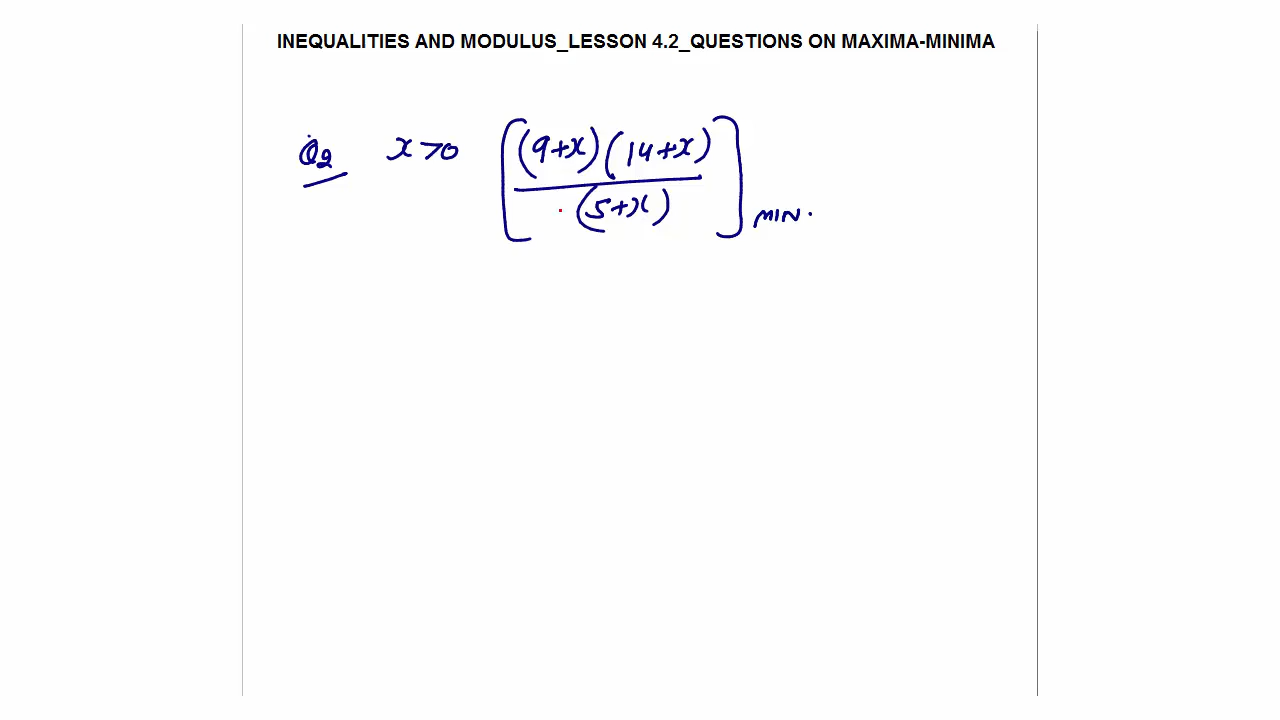 INEQUALITIES AND MODULUS_LESSON 4.2_QUESTIONS ON MAXIMA-MINIMA
Q2 x>0 [(9+x)(14+x)/(5+x)] MIN.